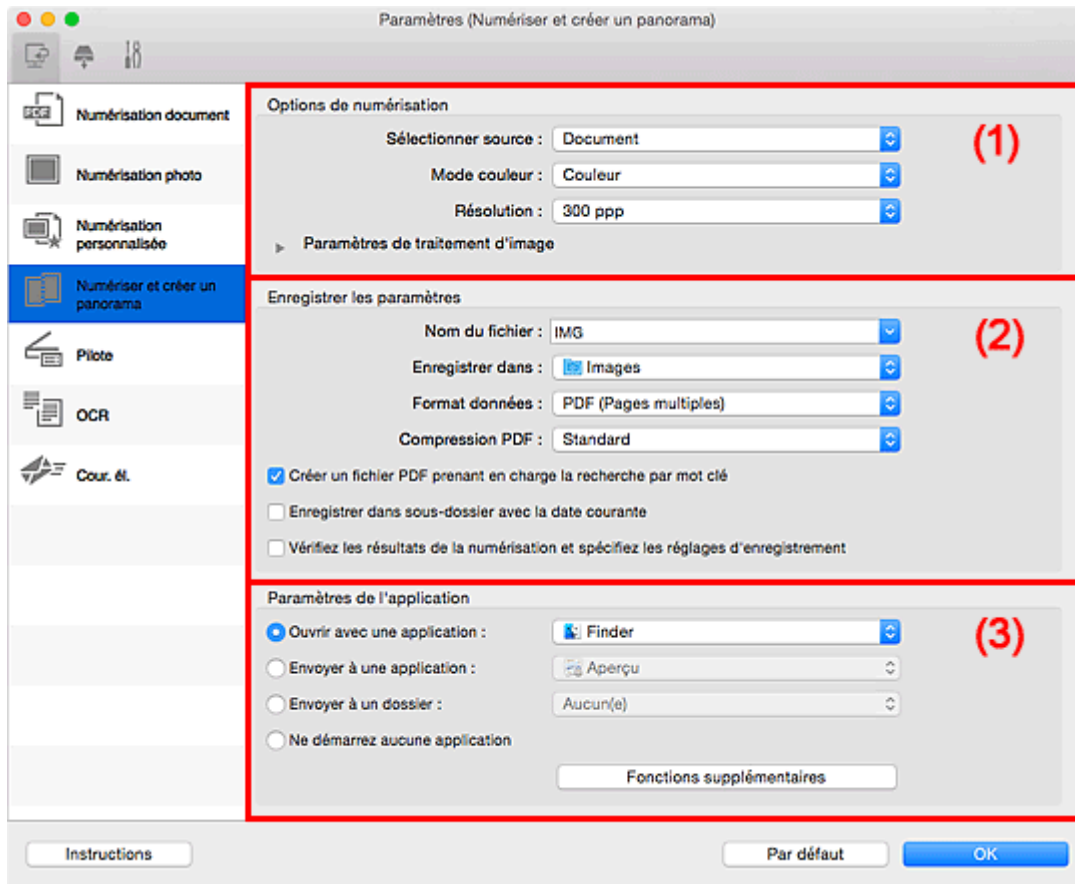 Paramètres (Numériser et créer un panorama)
PDF
Numérisation document
Numérisation photo
Numérisation
personnalisée
Numériser et créer un
panorama
Pilote
OCR
Cour. él.
Options de numérisation
(1)
Sélectionner source : Document
Mode couleur : Couleur
Résolution : 300 ppp
Paramètres de traitement d'image
Enregistrer les paramètres
(2)
Nom du fichier : IMG
Enregistrer dans : Images
Format données : PDF (Pages multiples)
Compression PDF : Standard
Créer un fichier PDF prenant en charge la recherche par mot clé
Enregistrer dans sous-dossier avec la date courante
Vérifiez les résultats de la numérisation et spécifiez les réglages d'enregistrement
Paramètres de l'application
(3)
Ouvrir avec une application : Finder
Envoyer à une application : Aperçu
Envoyer à un dossier : Aucun(e)
Ne démarrez aucune application
Fonctions supplémentaires
Instructions
Par défaut
OK